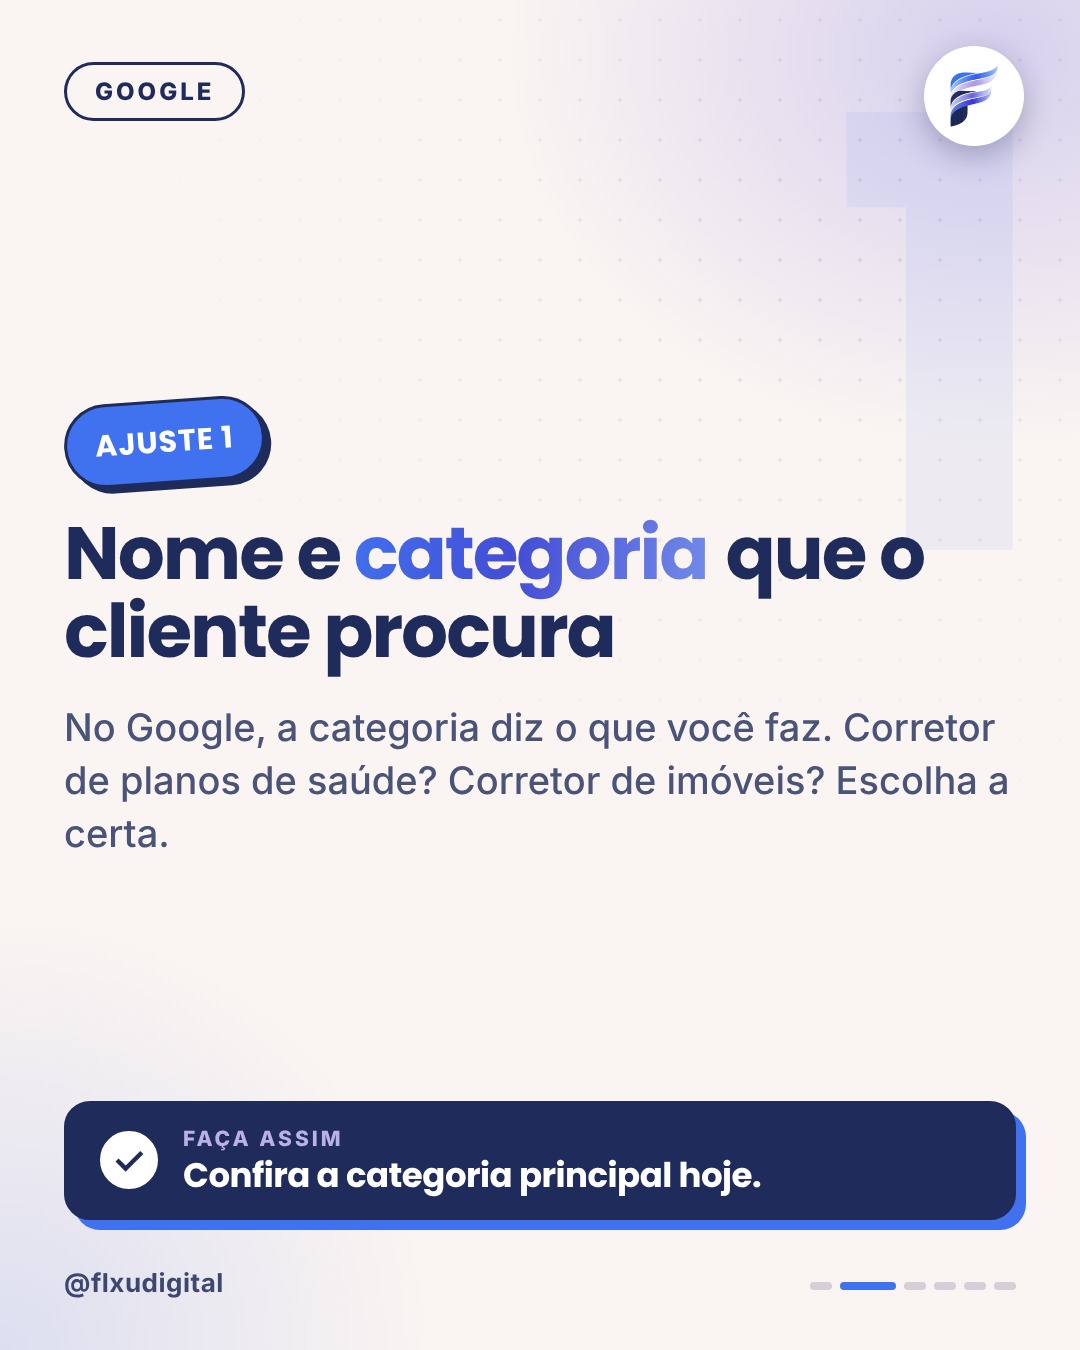 GOOGLE
1
AJUSTE 1
Nome e categoria que o
cliente procura
No Google, a categoria diz o que você faz. Corretor
de planos de saúde? Corretor de imóveis? Escolha a
certa.
FAÇA ASSIM
Confira a categoria principal hoje.
@flxudigital